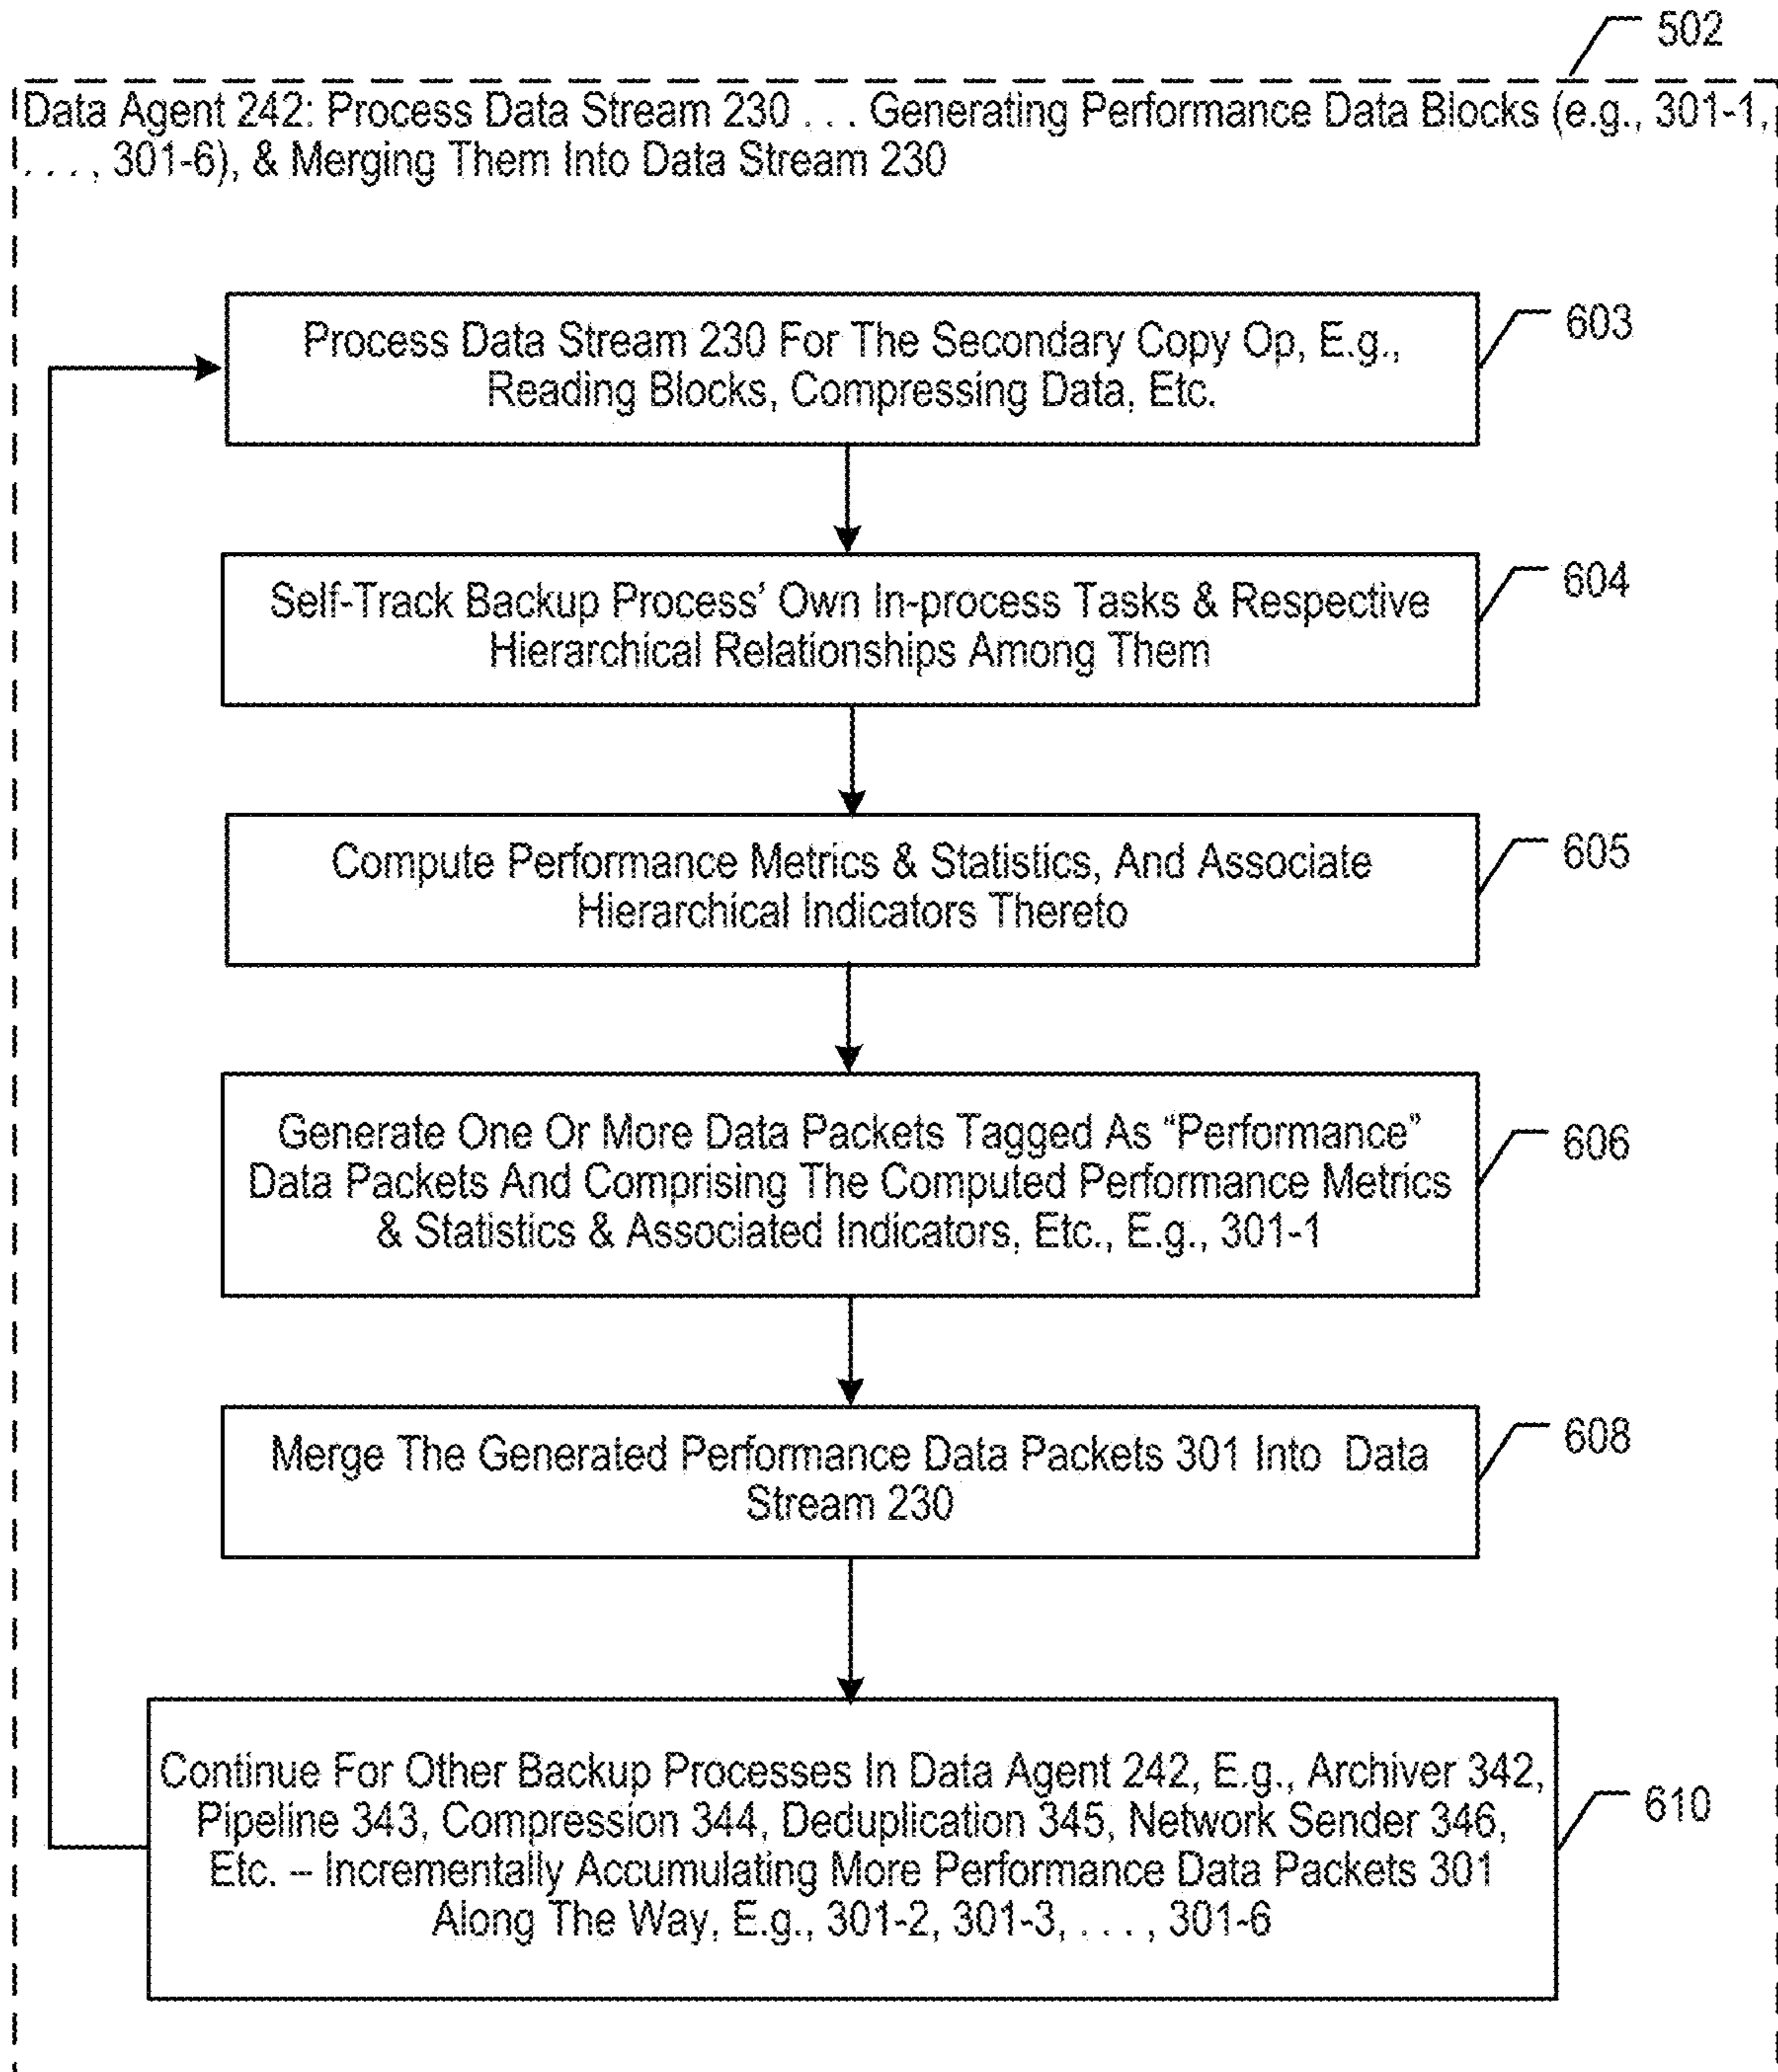 502
Data Agent 242: Process Data Stream 230 . . . Generating Performance Data Blocks (e.g., 301-1,
. . . , 301-6), & Merging Them Into Data Stream 230
Process Data Stream 230 For The Secondary Copy Op, E.g.,
Reading Blocks, Compressing Data, Etc.
603
Self-Track Backup Process' Own In-process Tasks & Respective
Hierarchical Relationships Among Them
604
Compute Performance Metrics & Statistics, And Associate
Hierarchical Indicators Thereto
605
Generate One Or More Data Packets Tagged As “Performance”
Data Packets And Comprising The Computed Performance Metrics
& Statistics & Associated Indicators, Etc., E.g., 301-1
606
Merge The Generated Performance Data Packets 301 Into Data
Stream 230
608
Continue For Other Backup Processes In Data Agent 242, E.g., Archiver 342,
Pipeline 343, Compression 344, Deduplication 345, Network Sender 346,
Etc. – Incrementally Accumulating More Performance Data Packets 301
Along The Way, E.g., 301-2, 301-3, . . . , 301-6
610